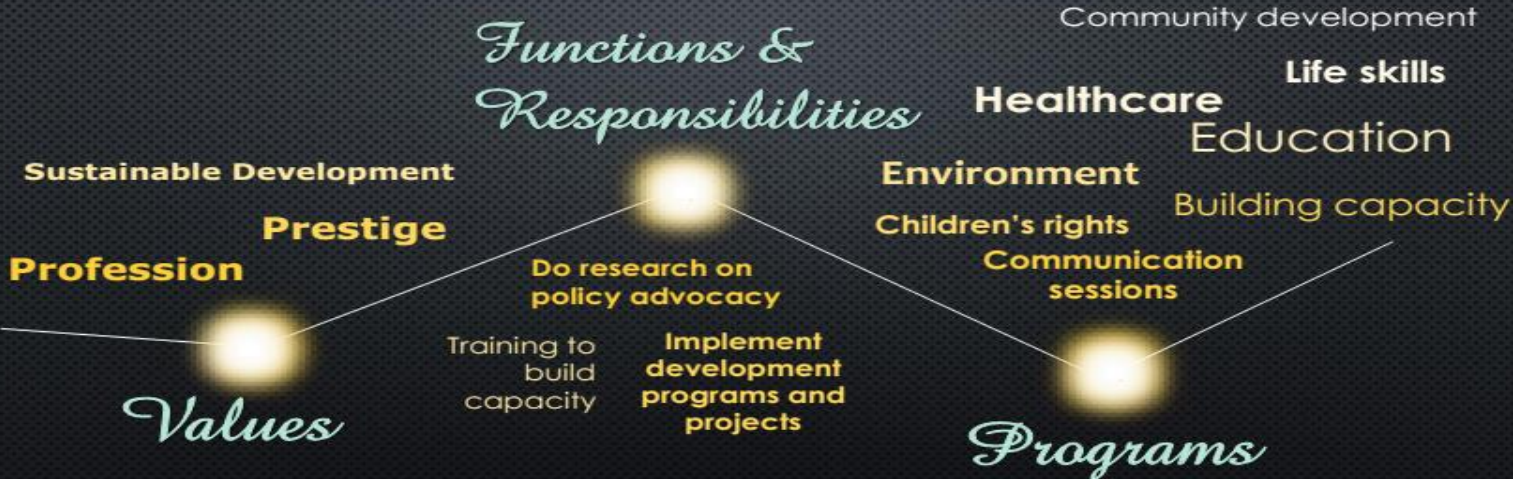 Sustainable Development
Prestige
Profession
Values
Functions &
Responsibilities
Do research on
policy advocacy
Training to
build
capacity
Implement
development
programs and
projects
Community development
Life skills
Healthcare
Education
Environment
Building capacity
Children's rights
Communication
sessions
Programs